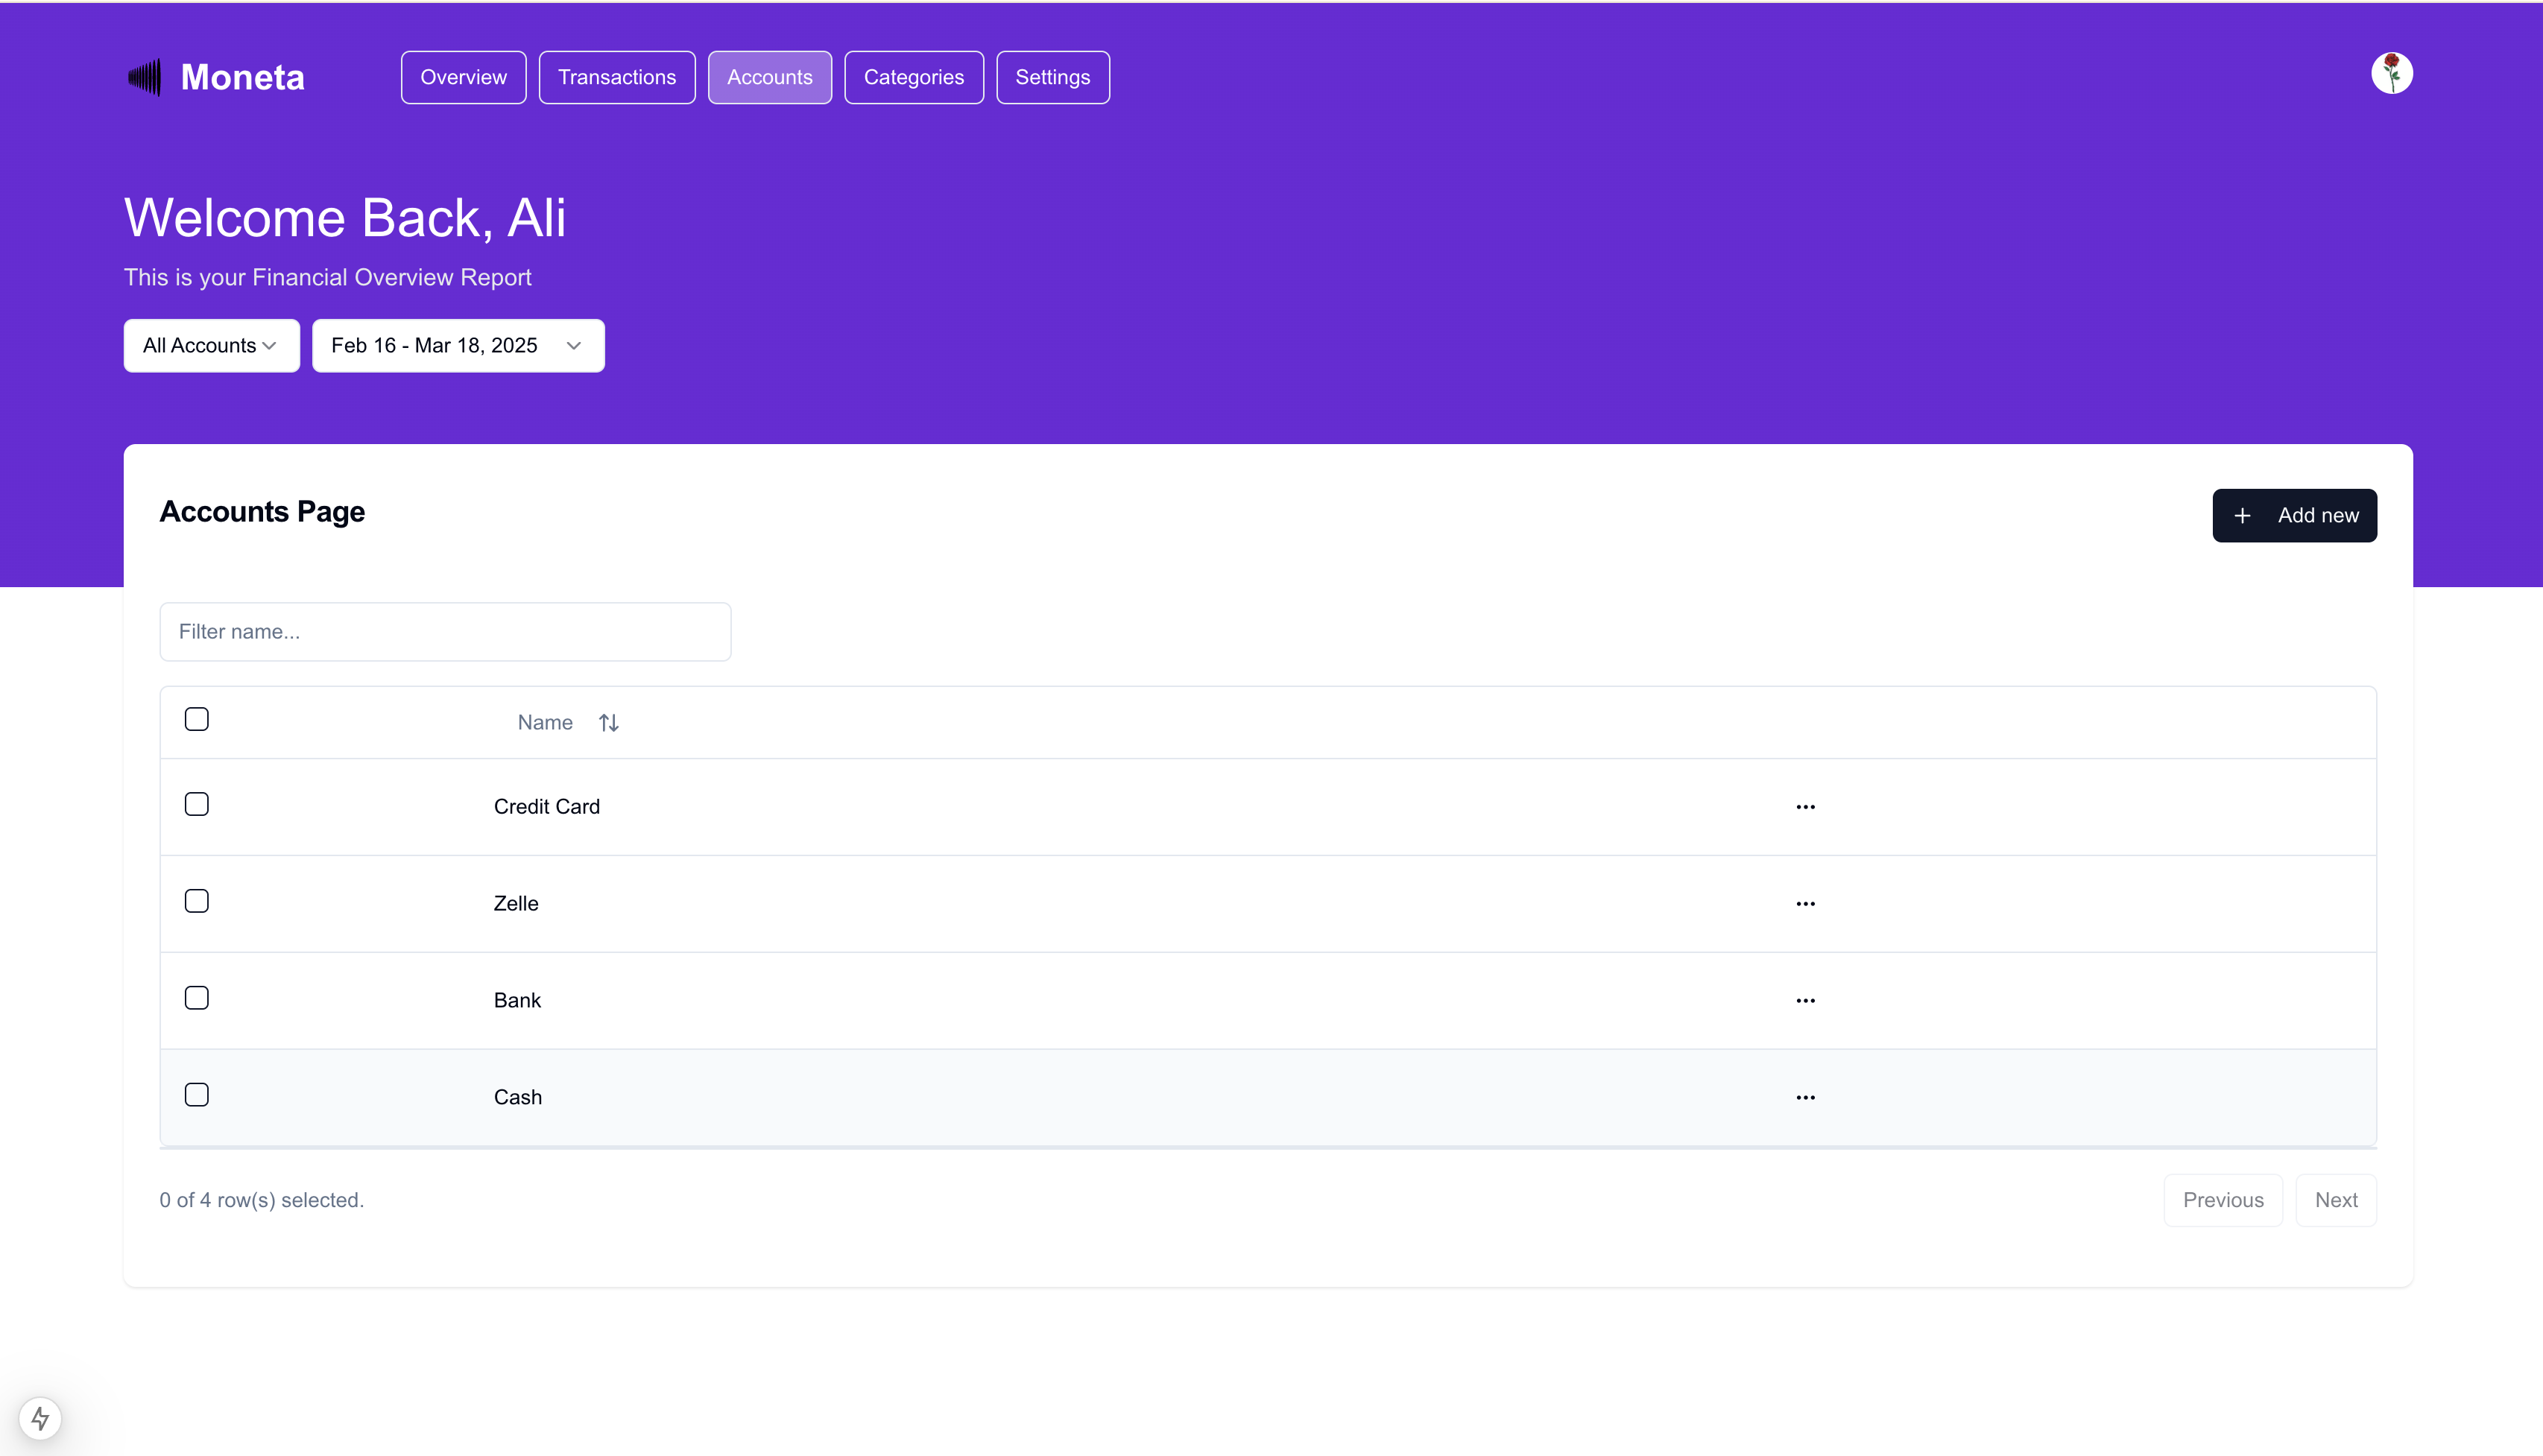 Moneta
Overview
Transactions
Accounts
Categories
Settings
Welcome Back, Ali
This is your Financial Overview Report
All Accounts
Feb 16 - Mar 18, 2025
Accounts Page
Add new
Filter name...
Name
Credit Card
Zelle
Bank
Cash
0 of 4 row(s) selected.
Previous
Next